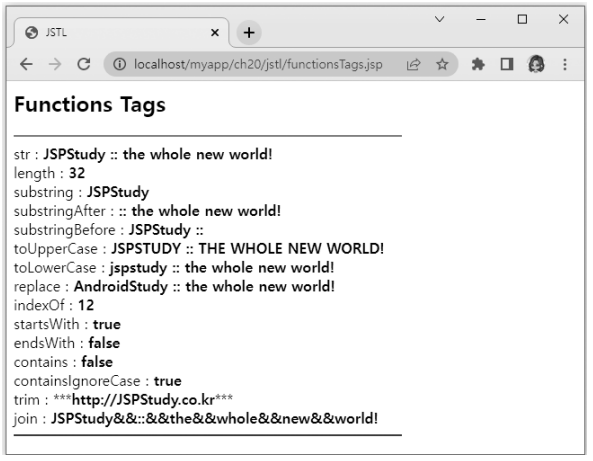 JSTL
localhost/myapp/ch20/jstl/functionsTags.jsp
Functions Tags
str : JSPStudy :: the whole new world!
length : 32
substring : JSPStudy
substringAfter : :: the whole new world!
substringBefore : JSPStudy ::
toUpperCase : JSPSTUDY :: THE WHOLE NEW WORLD!
toLowerCase : jspstudy :: the whole new world!
replace : AndroidStudy :: the whole new world!
indexOf : 12
startsWith : true
endsWith : false
contains : false
containsIgnoreCase : true
trim : ***http://JSPStudy.co.kr***
join : JSPStudy&&::&&the&&whole&&new&&world!